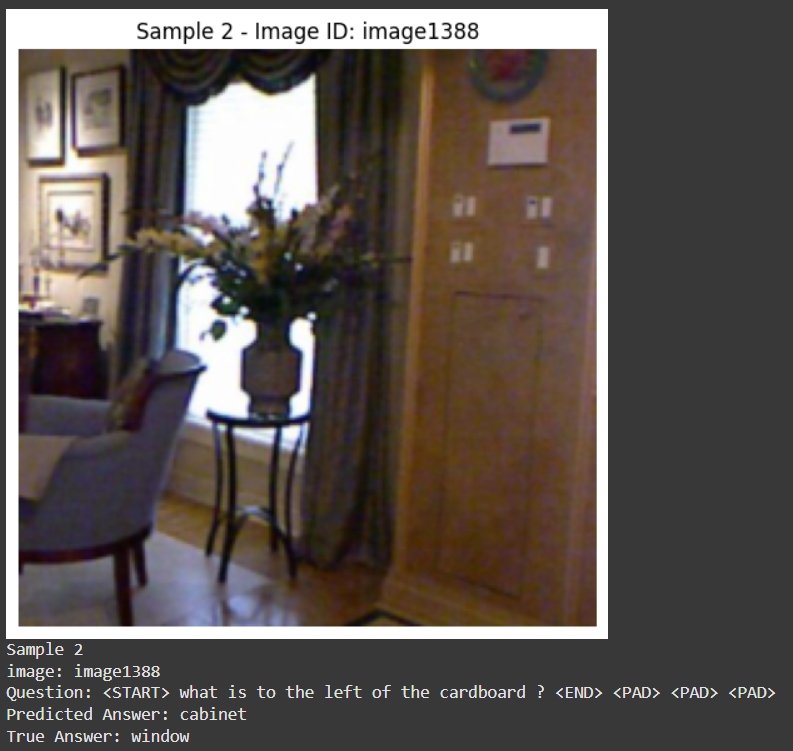 Sample 2 - Image ID: image1388
Sample 2
image: image1388
Question: <START> what is to the left of the cardboard ? <END> <PAD> <PAD> <PAD>
Predicted Answer: cabinet
True Answer: window